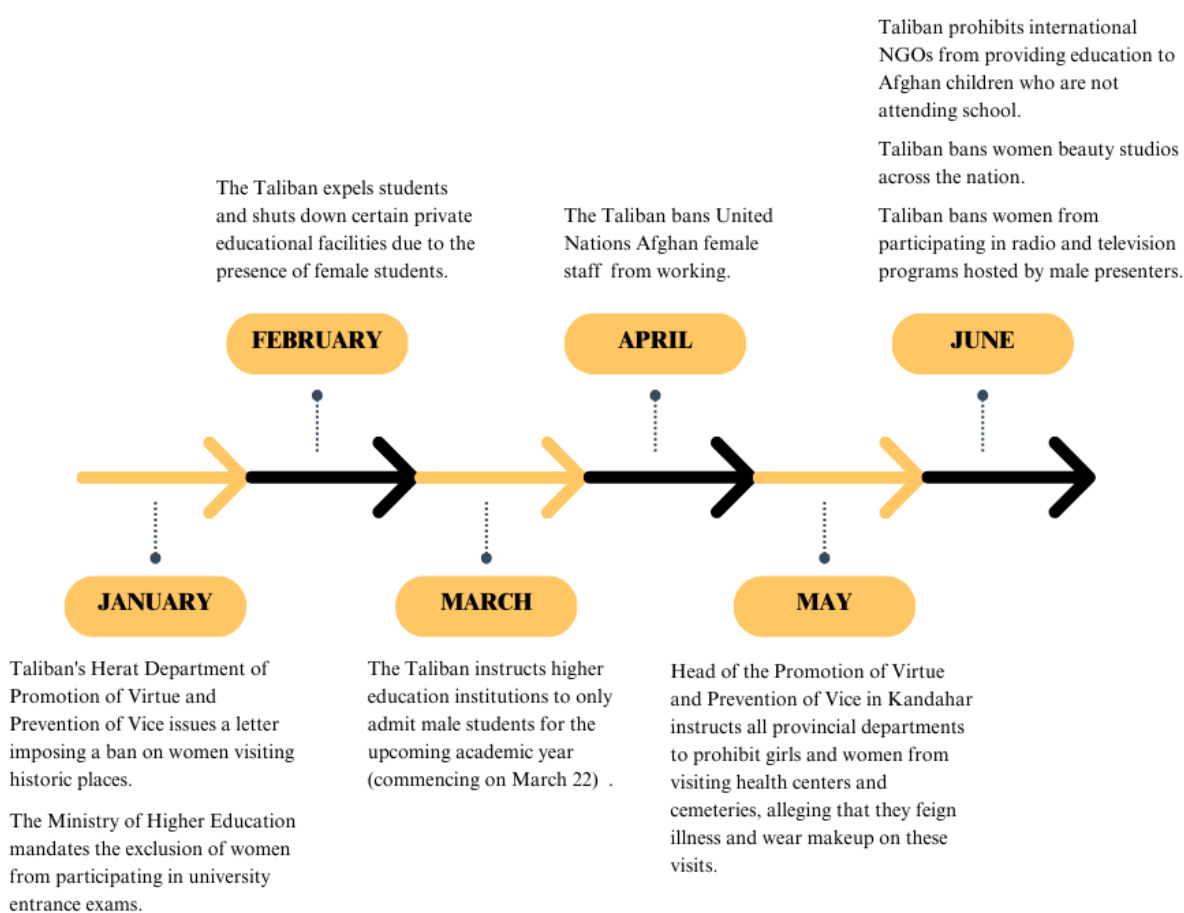 Taliban prohibits international
NGOs from providing education to
Afghan children who are not
attending school.
Taliban bans women beauty studios
across the nation.
Taliban bans women from
participating in radio and television
programs hosted by male presenters.
The Taliban expels students
and shuts down certain private
educational facilities due to the
presence of female students.
The Taliban bans United
Nations Afghan female
staff from working.
FEBRUARY
APRIL
JUNE
JANUARY
MARCH
MAY
Taliban's Herat Department of
Promotion of Virtue and
Prevention of Vice issues a letter
imposing a ban on women visiting
historic places.
The Ministry of Higher Education
mandates the exclusion of women
from participating in university
entrance exams.
The Taliban instructs higher
education institutions to only
admit male students for the
upcoming academic year
(commencing on March 22) .
Head of the Promotion of Virtue
and Prevention of Vice in Kandahar
instructs all provincial departments
to prohibit girls and women from
visiting health centers and
cemeteries, alleging that they feign
illness and wear makeup on these
visits.